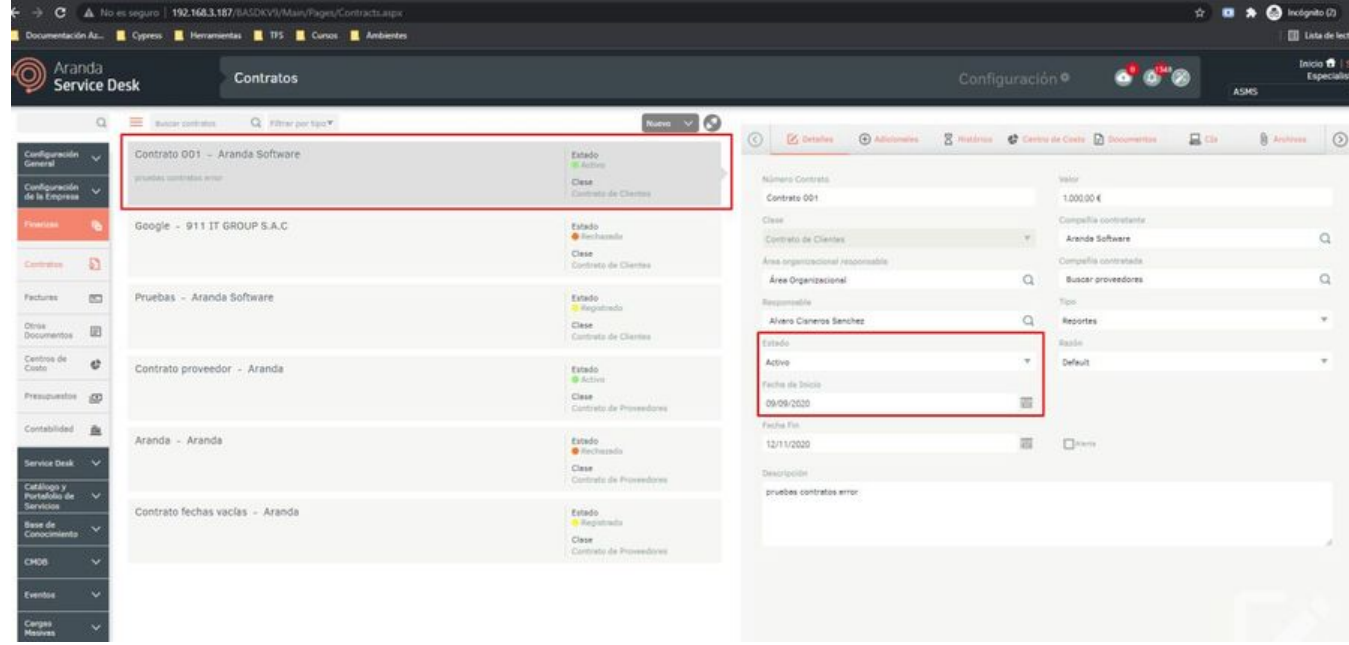 No es seguro | 192.168.3.187/BASDKV9/Main/Pages/Contracts.aspx
Incógnito (2)
Documentación Az...
Cypress
Herramientas
TFS
Cursos
Ambientes
Lista de lect
Aranda
Service Desk
Contratos
Configuración
1549
Inicio
Especialis
ASMS
Buscar contratos
Filtrar por tipo
Nuevo
Configuración
General
Configuración
de la Empresa
Finanzas
Contratos
Facturas
Otros
Documentos
Centros de
Costo
Presupuestos
Contabilidad
Service Desk
Catálogo y
Portafolio de
Servicios
Base de
Conocimiento
CMDB
Eventos
Cargas
Masivas
Contrato 001 - Aranda Software
pruebas contratos error
Estado
Activo
Clase
Contrato de Clientes
Google - 911 IT GROUP S.A.C
Estado
Rechazado
Clase
Contrato de Clientes
Pruebas - Aranda Software
Estado
Registrado
Clase
Contrato de Clientes
Contrato proveedor - Aranda
Estado
Activo
Clase
Contrato de Proveedores
Aranda - Aranda
Estado
Rechazado
Clase
Contrato de Proveedores
Contrato fechas vacías - Aranda
Estado
Registrado
Clase
Contrato de Proveedores
Detalles
Adicionales
Histórico
Centro de Costo
Documentos
CIs
Archivos
Número Contrato
Valor
Contrato 001
1.000,00 €
Clase
Compañía contratante
Contrato de Clientes
Aranda Software
Área organizacional responsable
Compañía contratada
Área Organizacional
Buscar proveedores
Responsable
Tipo
Alvaro Cisneros Sanchez
Reportes
Estado
Razón
Activo
Default
Fecha de Inicio
09/09/2020
Fecha Fin
12/11/2020
Alerta
Descripción
pruebas contratos error